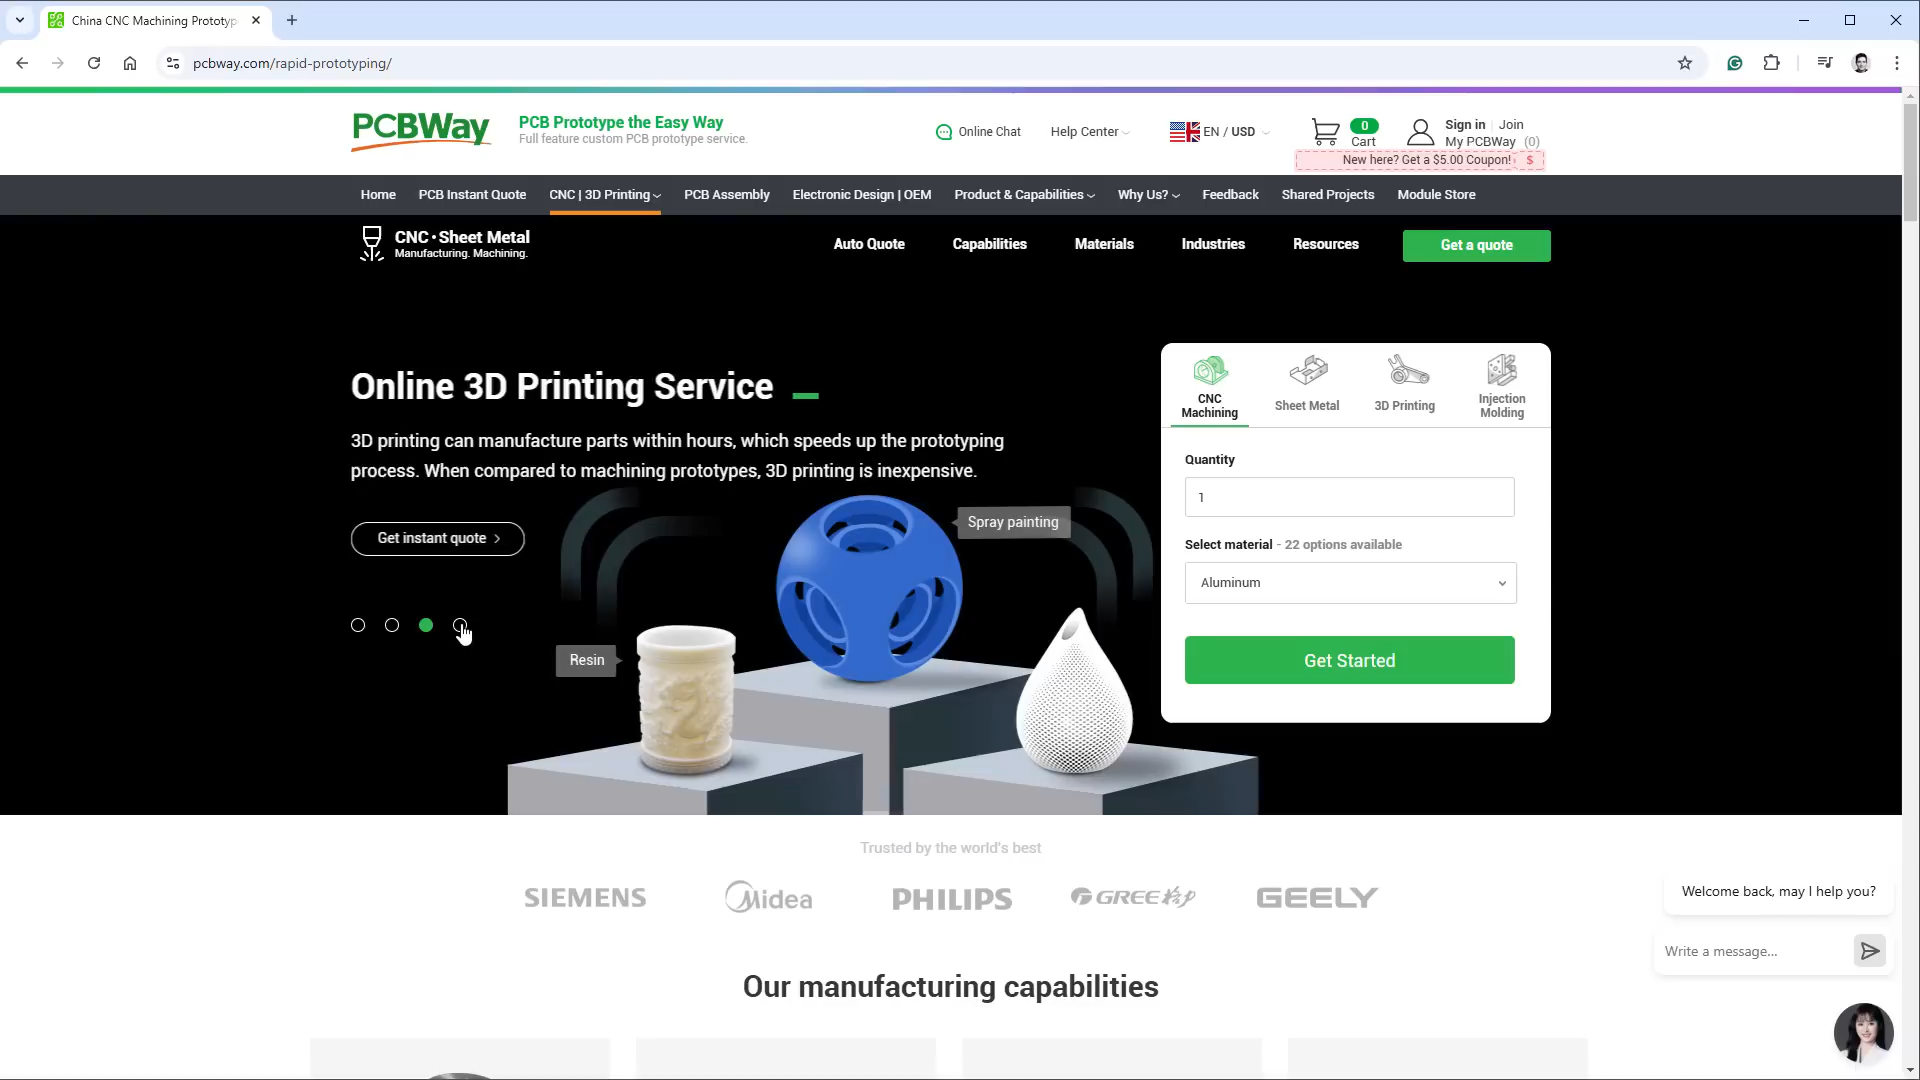 China CNC Machining Prototyp
pcbway.com/rapid-prototyping/
PCBWay
PCB Prototype the Easy Way
Full feature custom PCB prototype service.
Online Chat
Help Center
EN / USD
0
Cart
Sign in | Join
My PCBWay (0)
New here? Get a $5.00 Coupon! $
Home
PCB Instant Quote
CNC | 3D Printing
PCB Assembly
Electronic Design | OEM
Product & Capabilities
Why Us?
Feedback
Shared Projects
Module Store
CNC · Sheet Metal
Manufacturing. Machining.
Auto Quote
Capabilities
Materials
Industries
Resources
Get a quote
Online 3D Printing Service
3D printing can manufacture parts within hours, which speeds up the prototyping
process. When compared to machining prototypes, 3D printing is inexpensive.
Get instant quote
Spray painting
Resin
CNC
Machining
Sheet Metal
3D Printing
Injection
Molding
Quantity
1
Select material - 22 options available
Aluminum
Get Started
Trusted by the world's best
SIEMENS
Midea
PHILIPS
GREE格力
GEELY
Our manufacturing capabilities
Welcome back, may I help you?
Write a message...